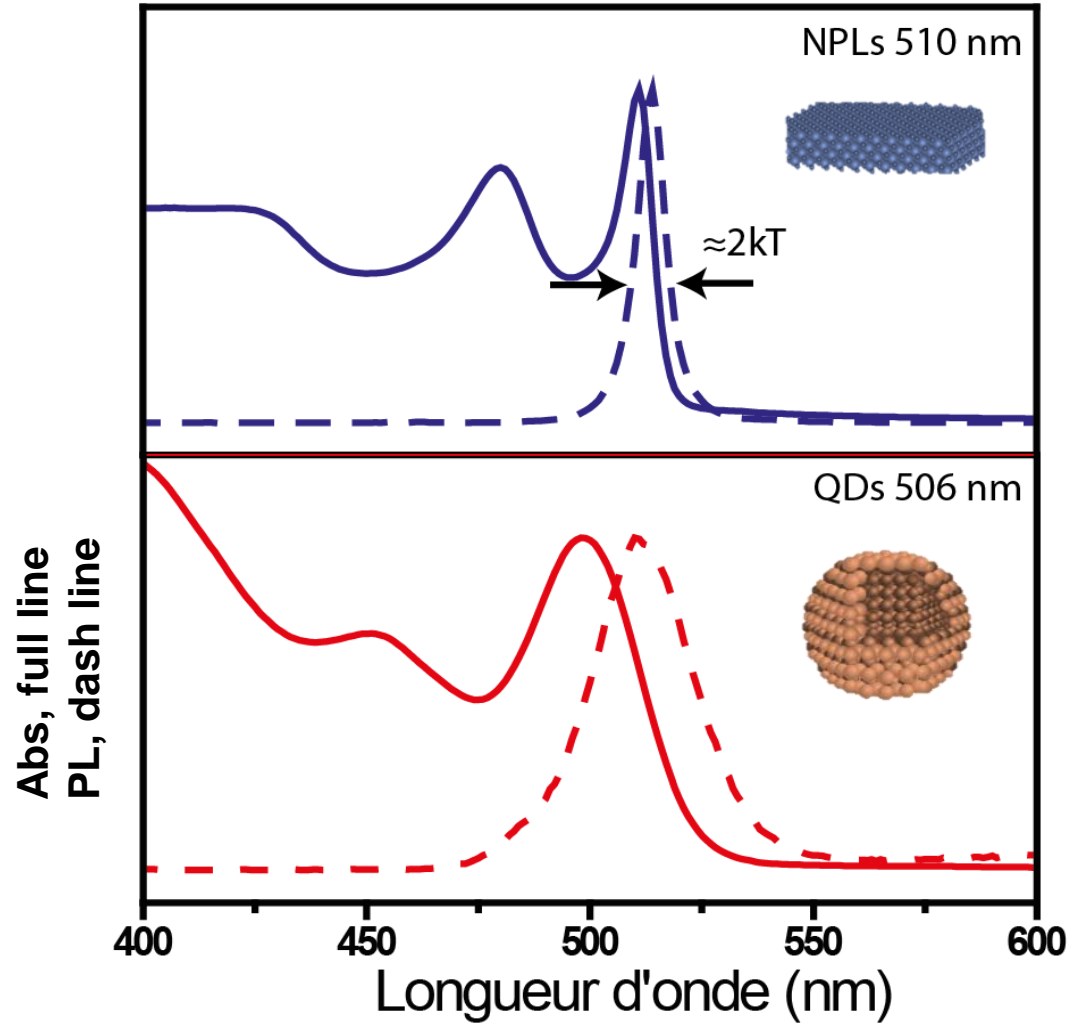 NPLs 510 nm
≈2kT
QDs 506 nm
Abs, full line
PL, dash line
400 450 500 550 600
Longueur d'onde (nm)